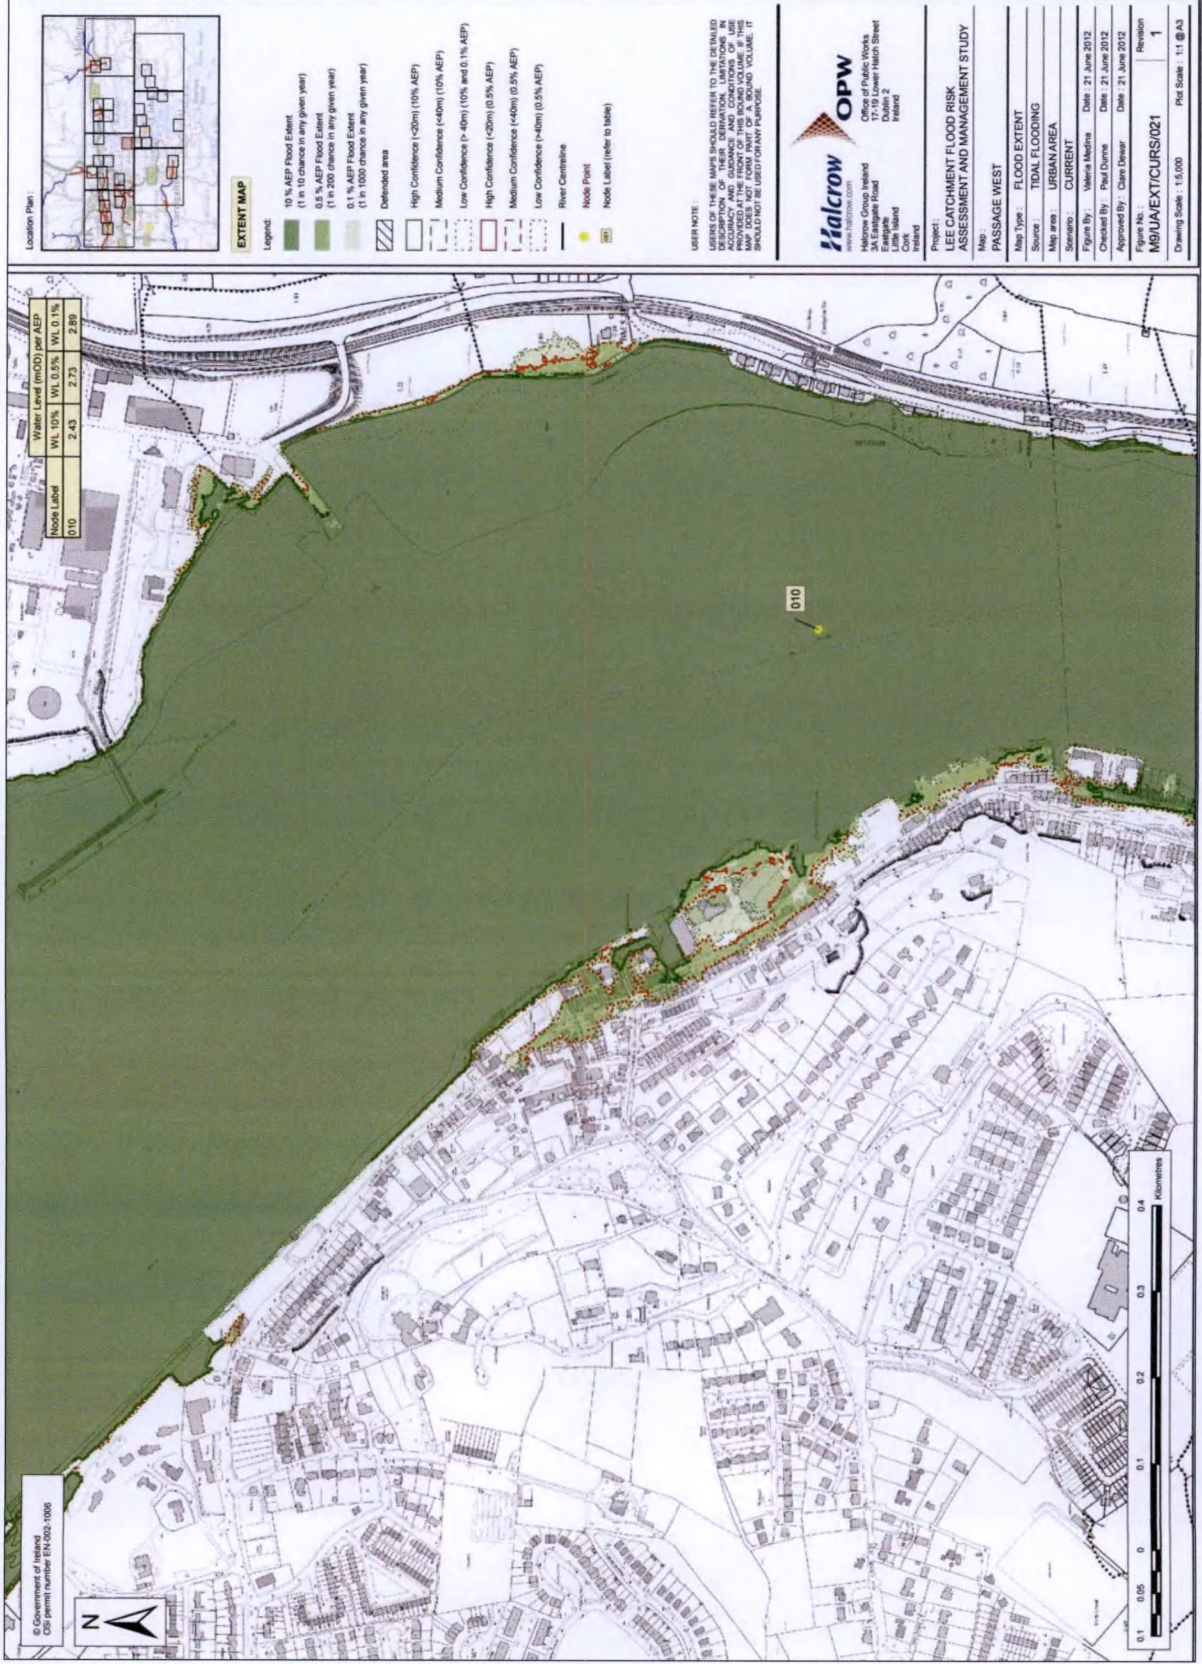 Location Plan :
EXTENT MAP
Legend:
10 % AEP Flood Extent
(1 in 10 chance in any given year)
0.5 % AEP Flood Extent
(1 in 200 chance in any given year)
0.1 % AEP Flood Extent
(1 in 1000 chance in any given year)
Defended area
High Confidence (<20m) (10% AEP)
Medium Confidence (<40m) (10% AEP)
Low Confidence (> 40m) (10% and 0.1% AEP)
High Confidence (<20m) (0.5% AEP)
Medium Confidence (<40m) (0.5% AEP)
Low Confidence (>40m) (0.5% AEP)
River Centreline
Node Point
Node Label (refer to table)
USER NOTE :
USERS OF THESE MAPS SHOULD REFER TO THE DETAILED
DESCRIPTION OF THEIR DERIVATION, LIMITATIONS IN
ACCURACY AND GUIDANCE AND CONDITIONS OF USE
PROVIDED AT THE FRONT OF THIS BOUND VOLUME. IF THIS
MAP DOES NOT FORM PART OF A BOUND VOLUME, IT
SHOULD NOT BE USED FOR ANY PURPOSE.
Halcrow
www.halcrow.com
Halcrow Group Ireland
3A Eastgate Road
Eastgate
Little Island
Cork
Ireland
OPW
Office of Public Works
17-19 Lower Hatch Street
Dublin 2
Ireland
Project:
LEE CATCHMENT FLOOD RISK
ASSESSMENT AND MANAGEMENT STUDY
Map :
PASSAGE WEST
Map Type : FLOOD EXTENT
Source : TIDAL FLOODING
Map area : URBAN AREA
Scenario : CURRENT
Figure By : Valeria Medina Date : 21 June 2012
Checked By : Paul Dunne Date : 21 June 2012
Approved By : Clare Dewar Date : 21 June 2012
Figure No. : Revision
M9/UA/EXT/CURS/021 1
Drawing Scale : 1:5,000 Plot Scale : 1:1 @ A3
Water Level (mOD) per AEP
Node Label WL 10% WL 0.5% WL 0.1%
010 2.43 2.73 2.89
010
© Government of Ireland
OSi permit number EN-002-1006
N
0.1 0.05 0 0.1 0.2 0.3 0.4
Kilometres